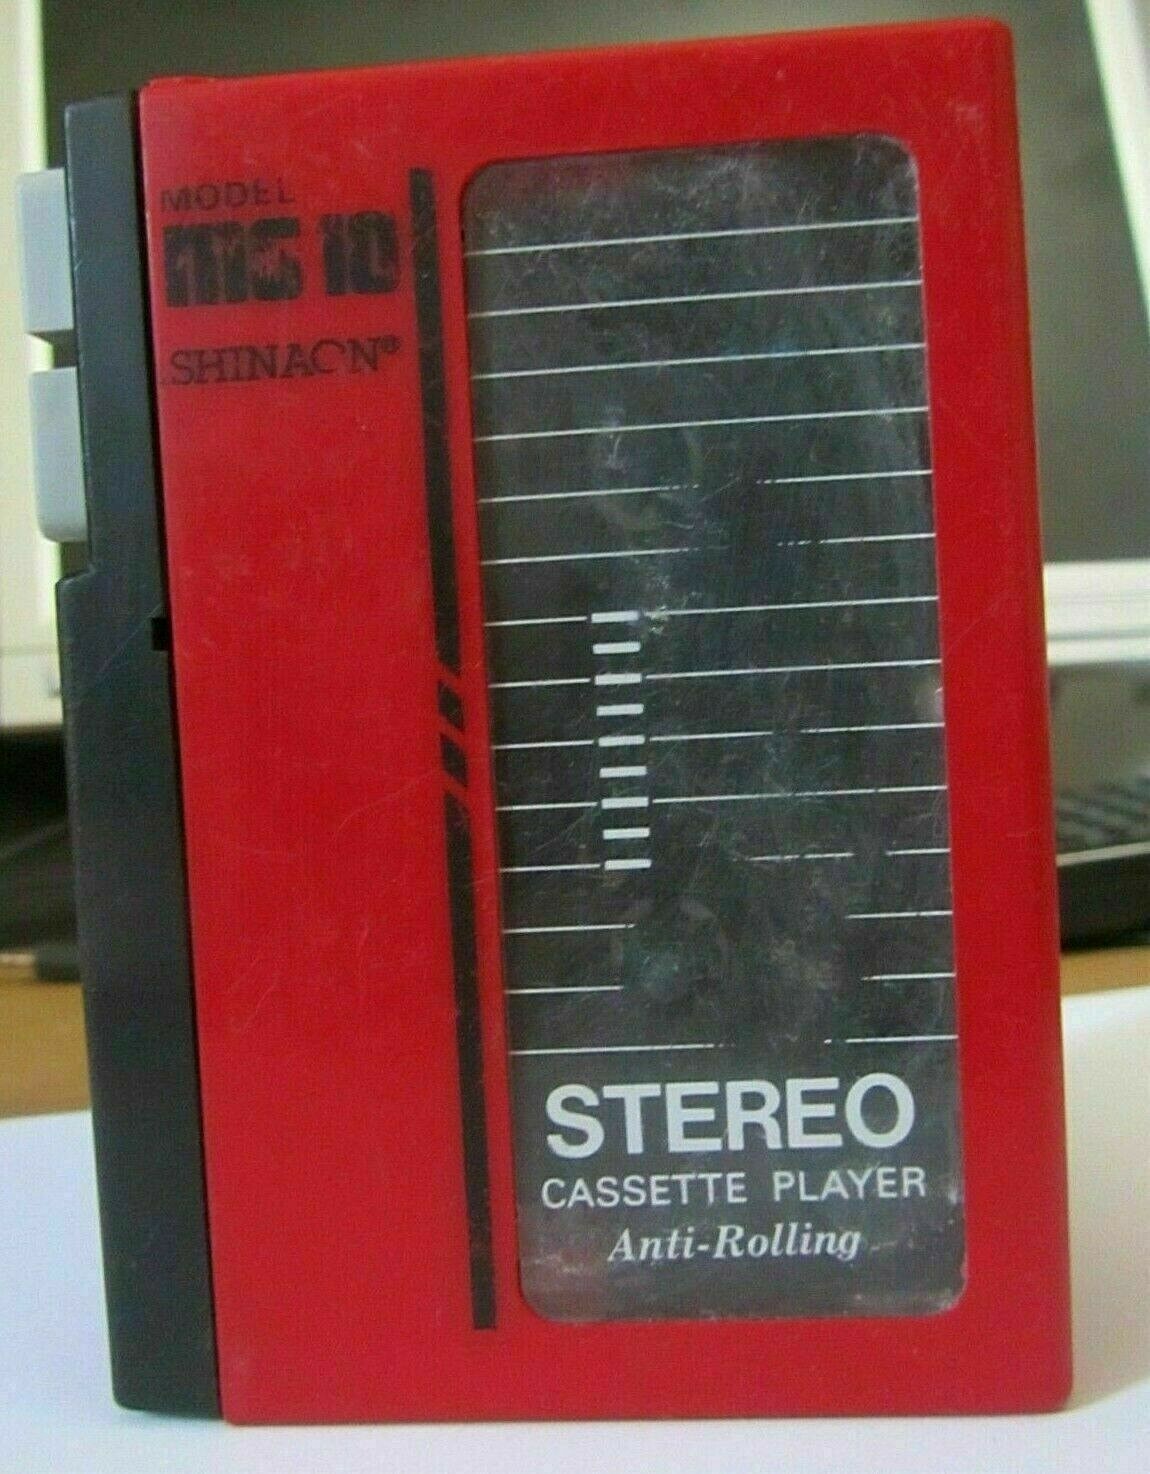 MODEL
MS 10
SHINACN®
STEREO
CASSETTE PLAYER
Anti-Rolling